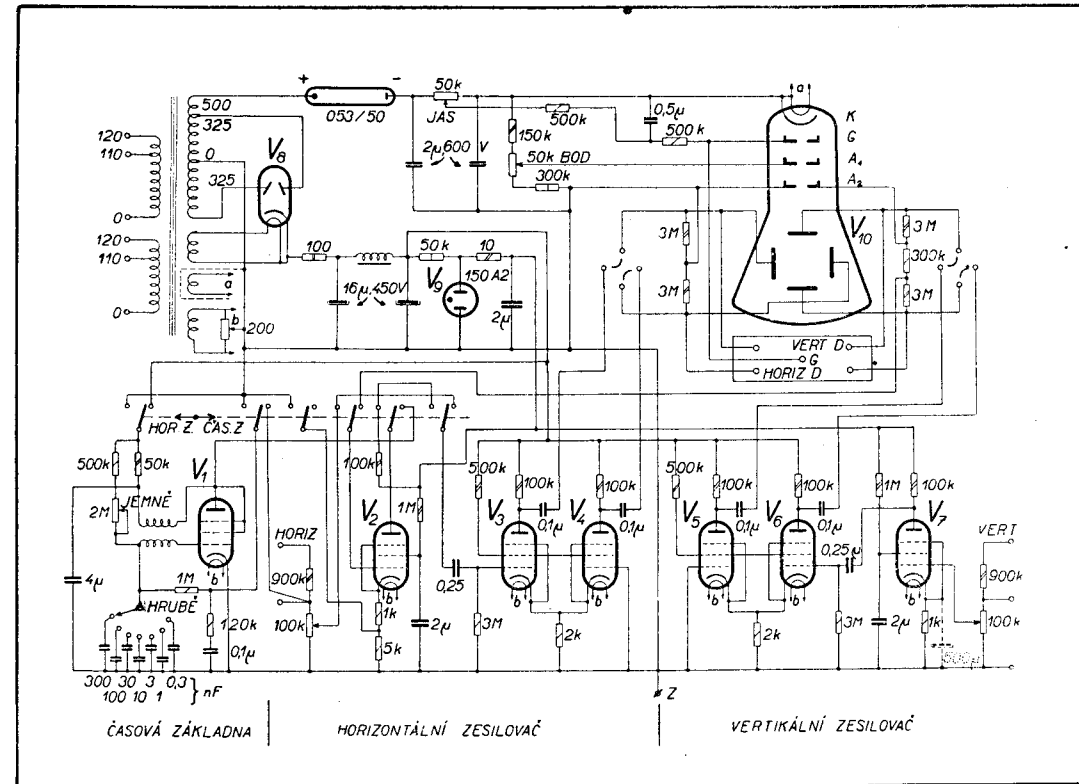 + -
053/50
50k
JAS
500k
0,5µ
500k
a
K
G
A1
A2
500
325
0
325
120
110
0
120
110
0
V8
2µ,600 V
150k
50k BOD
300k
V10
3M
3M
3M
300k
3M
100
50k
10
V9
150 A2
16µ,450V
2µ
a
b
200
VERT D
G
HORIZ D
HOR Z. ČAS. Z
500k
50k
V1
JEMNĚ
2M
4µ
b
1M
HRUBĚ
120k
0,1µ
300 30 3 0,3
100 10 1
} nF
HORIZ
900k
100k
100k
V2
1M
b
1k
5k
2µ
0,25
3M
500k
100k
100k
V3
V4
0,1µ
0,1µ
b
b
2k
500k
100k
100k
V5
V6
0,1µ
0,1µ
b
b
2k
0,25µ
3M
1M
100k
V7
b
2µ
1k
500µ
VERT
900k
100k
Z
ČASOVÁ ZÁKLADNA
HORIZONTÁLNÍ ZESILOVAČ
VERTIKÁLNÍ ZESILOVAČ